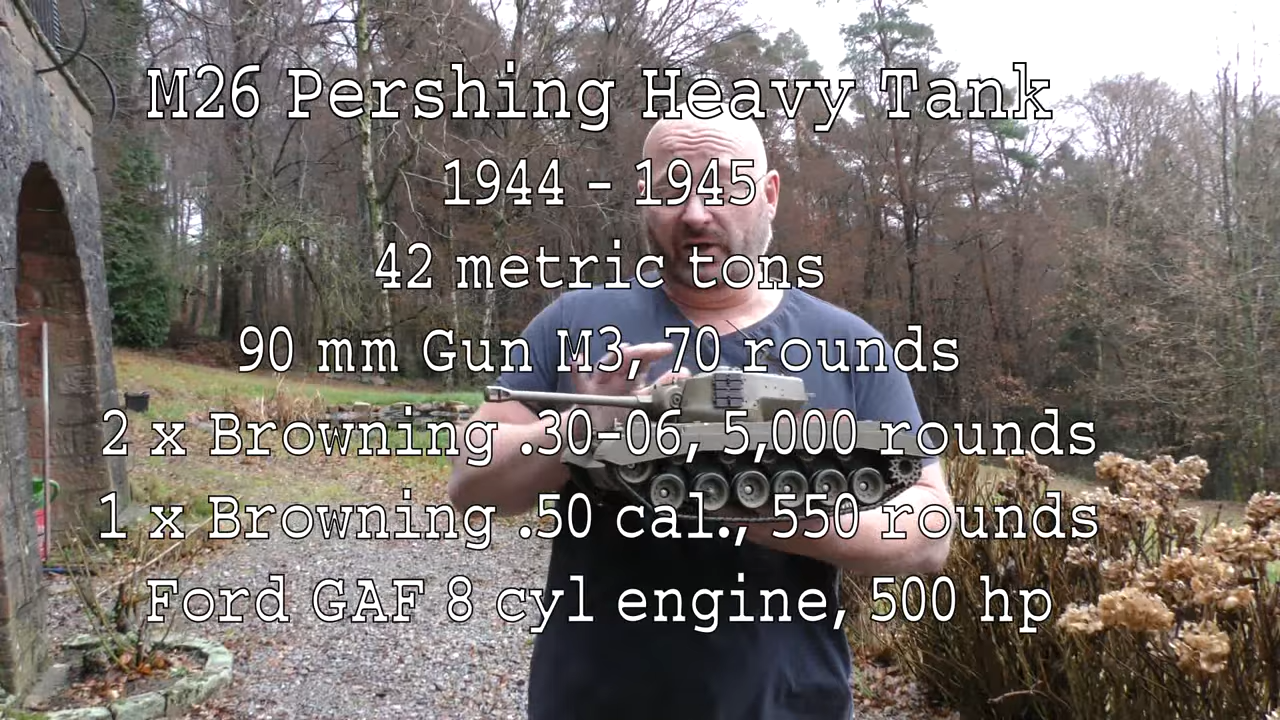 M26 Pershing Heavy Tank
1944 - 1945
42 metric tons
90 mm Gun M3, 70 rounds
2 x Browning .30-06, 5,000 rounds
1 x Browning .50 cal., 550 rounds
Ford GAF 8 cyl engine, 500 hp